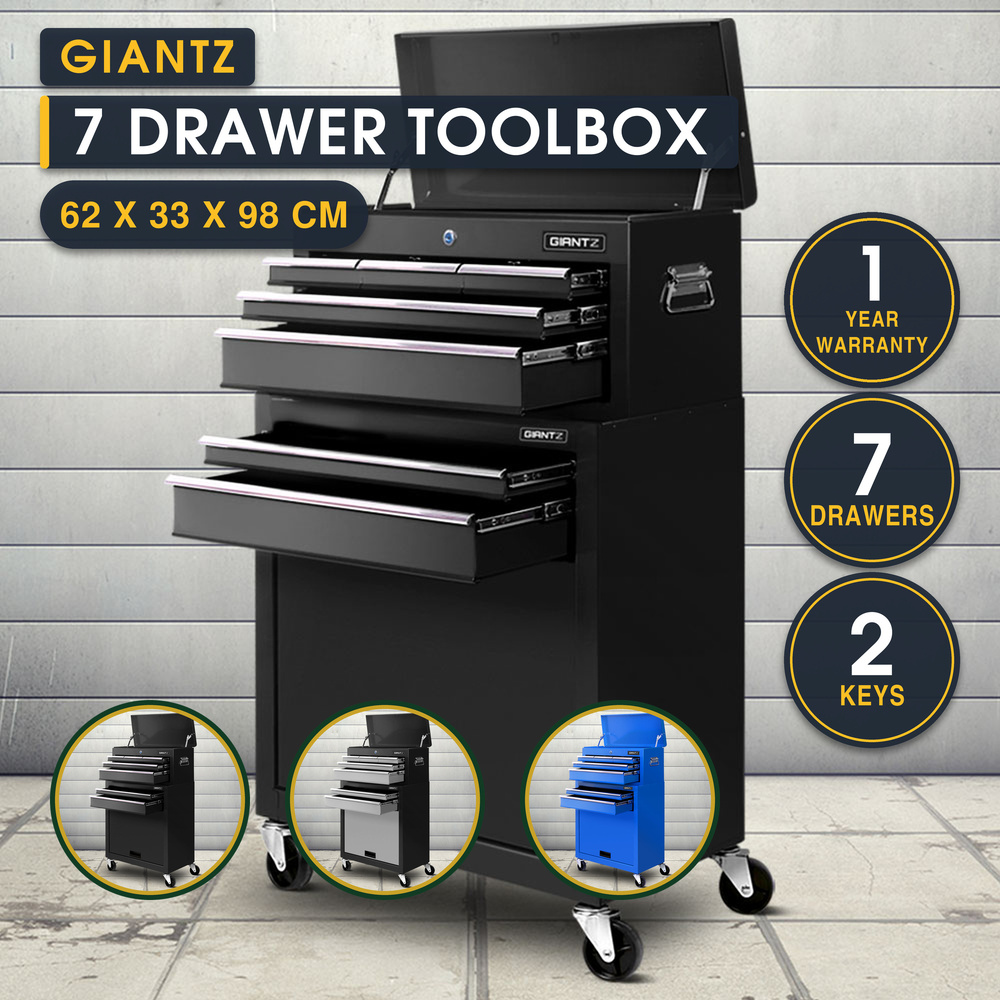 GIANTZ
7 DRAWER TOOLBOX
62 X 33 X 98 CM
GIANTZ
GIANTZ
1
YEAR
WARRANTY
7
DRAWERS
2
KEYS